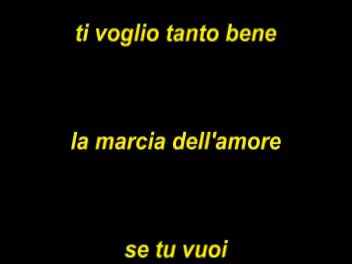 ti voglio tanto bene
la marcia dell'amore
se tu vuoi